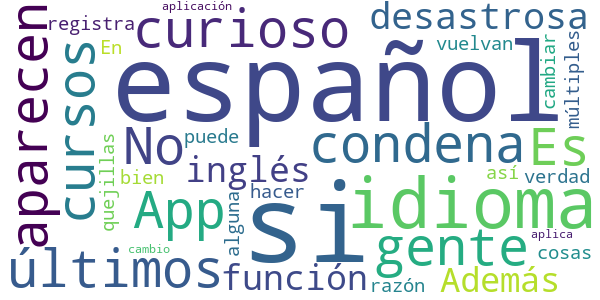 aplicación
registra
curioso
desastrosa
En
vuelvan
español
cambiar
múltiples
aparecen
cursos
No
puede
condena
Es
inglés
quejillas
bien
hacer
si
así
verdad
App
alguna
idioma
gente
aplica
cambio
últimos
función
razón
cosas
Además